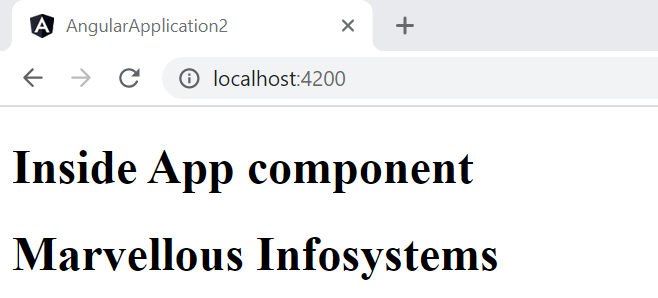 AngularApplication2
localhost:4200
Inside App component
Marvellous Infosystems